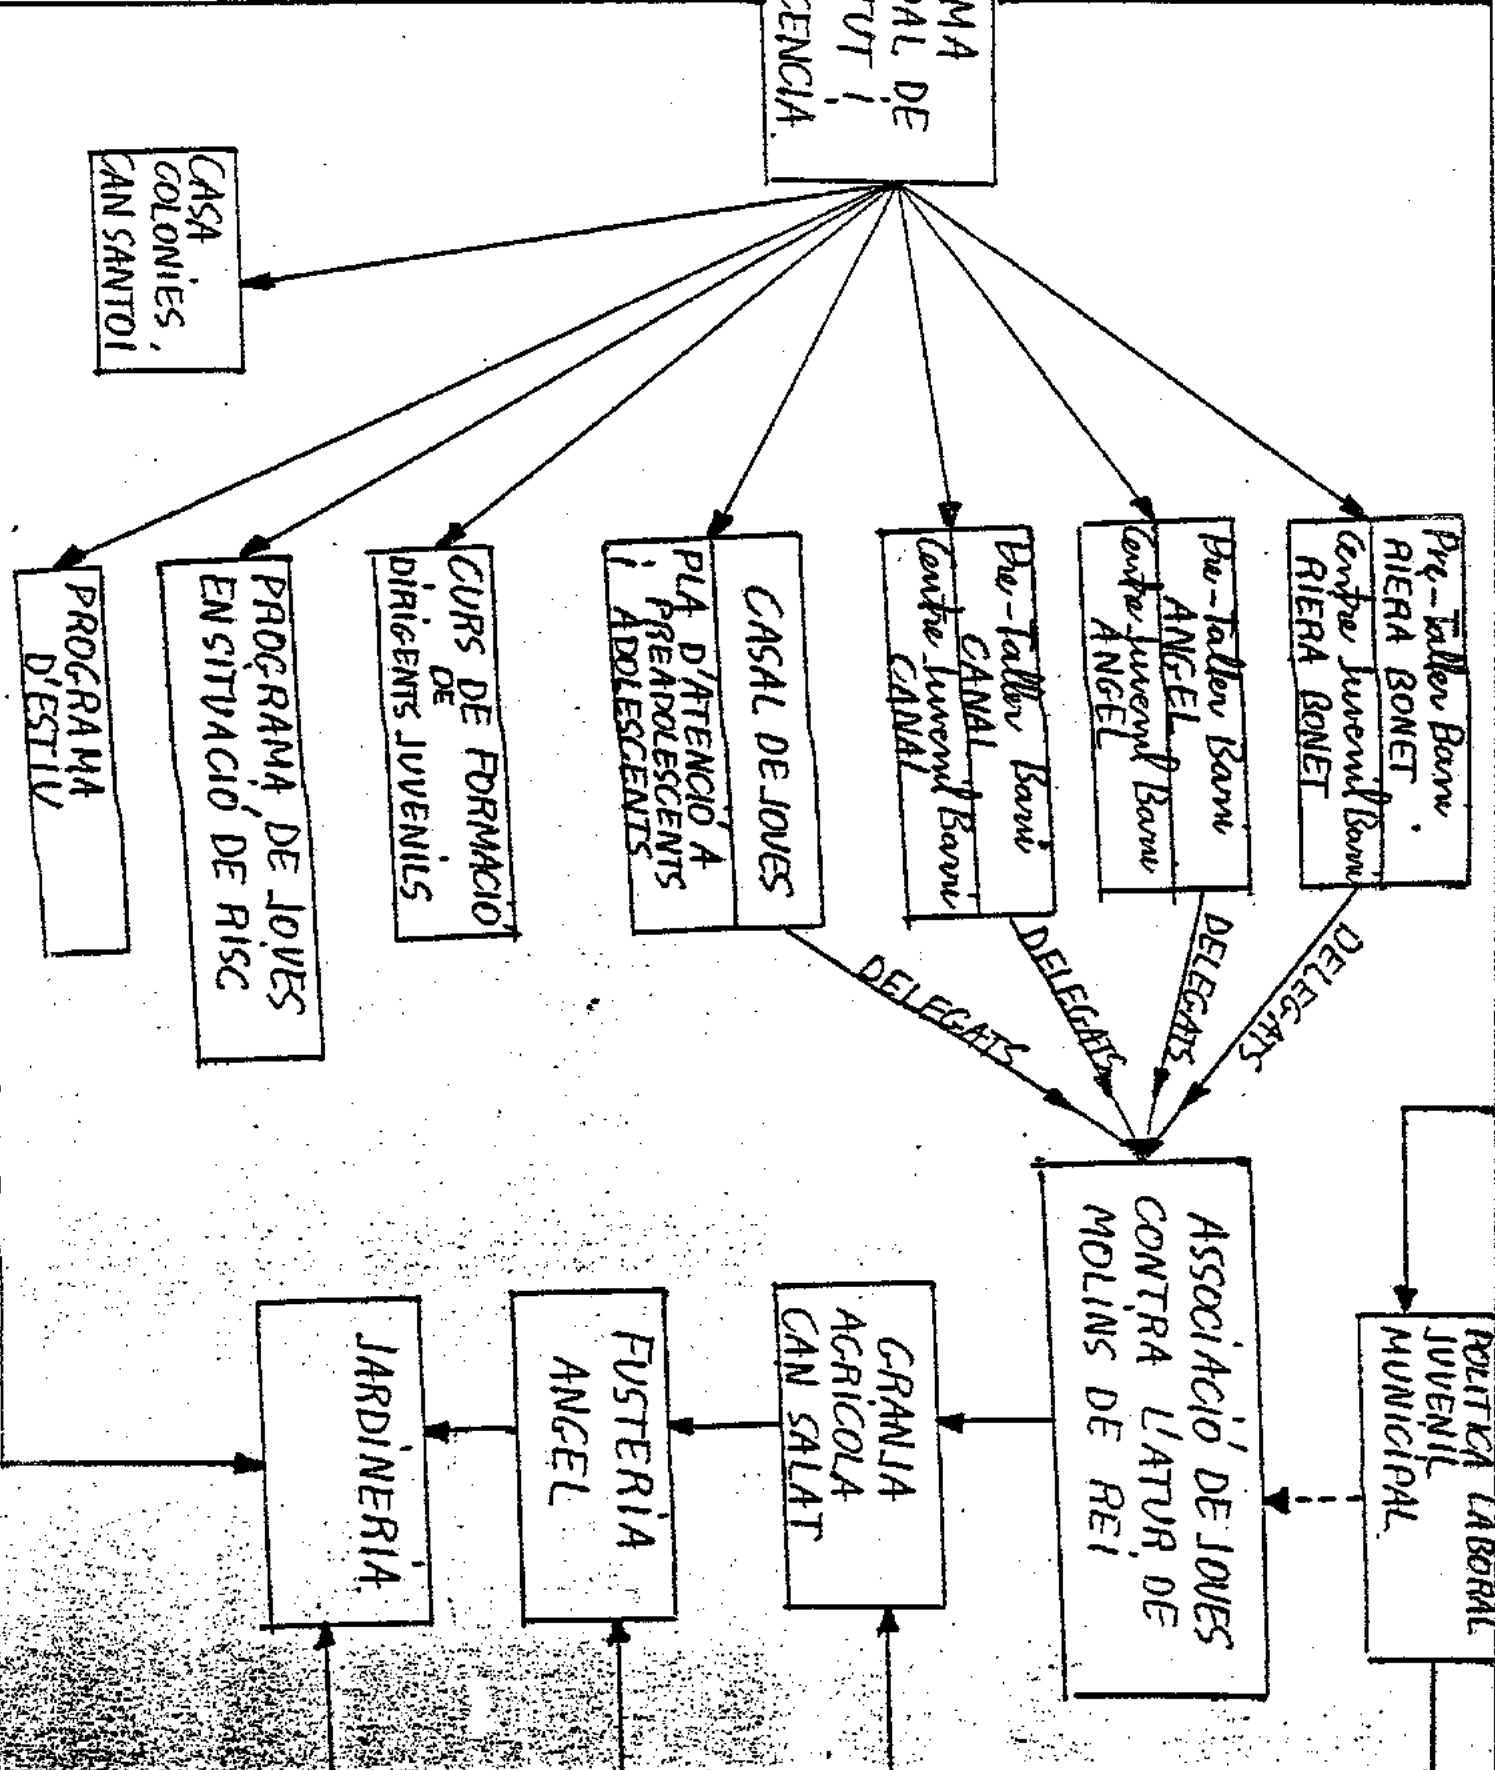 MA
AL DE
TUT i
CENCIA
Pre-Taller Barri
RIERA BONET.
Centre Juvenil Barri
RIERA BONET
Pre-Taller Barri
ANGEL
Centre Juvenil Barri
ANGEL
Pre-Taller Barri
CANAL
Centre Juvenil Barri
CANAL
CASAL DE JOVES
PLA D'ATENCIÓ A
PREADOLESCENTS
i ADOLESCENTS
CURS DE FORMACIÓ
DE
DIRIGENTS JUVENILS
PROGRAMA DE JOVES
EN SITUACIÓ DE RISC
PROGRAMA
D'ESTIU
CASA
COLONIES,
CAN SANTOI
DELEGATS
DELEGATS
DELEGATS
DELEGATS
POLITICA LABORAL
JUVENIL
MUNICIPAL
ASSOCIACIÓ DE JOVES
CONTRA L'ATUR DE
MOLINS DE REI
GRANJA
AGRÍCOLA
CAN SALAT
FUSTERIA
ANGEL
JARDINERIA